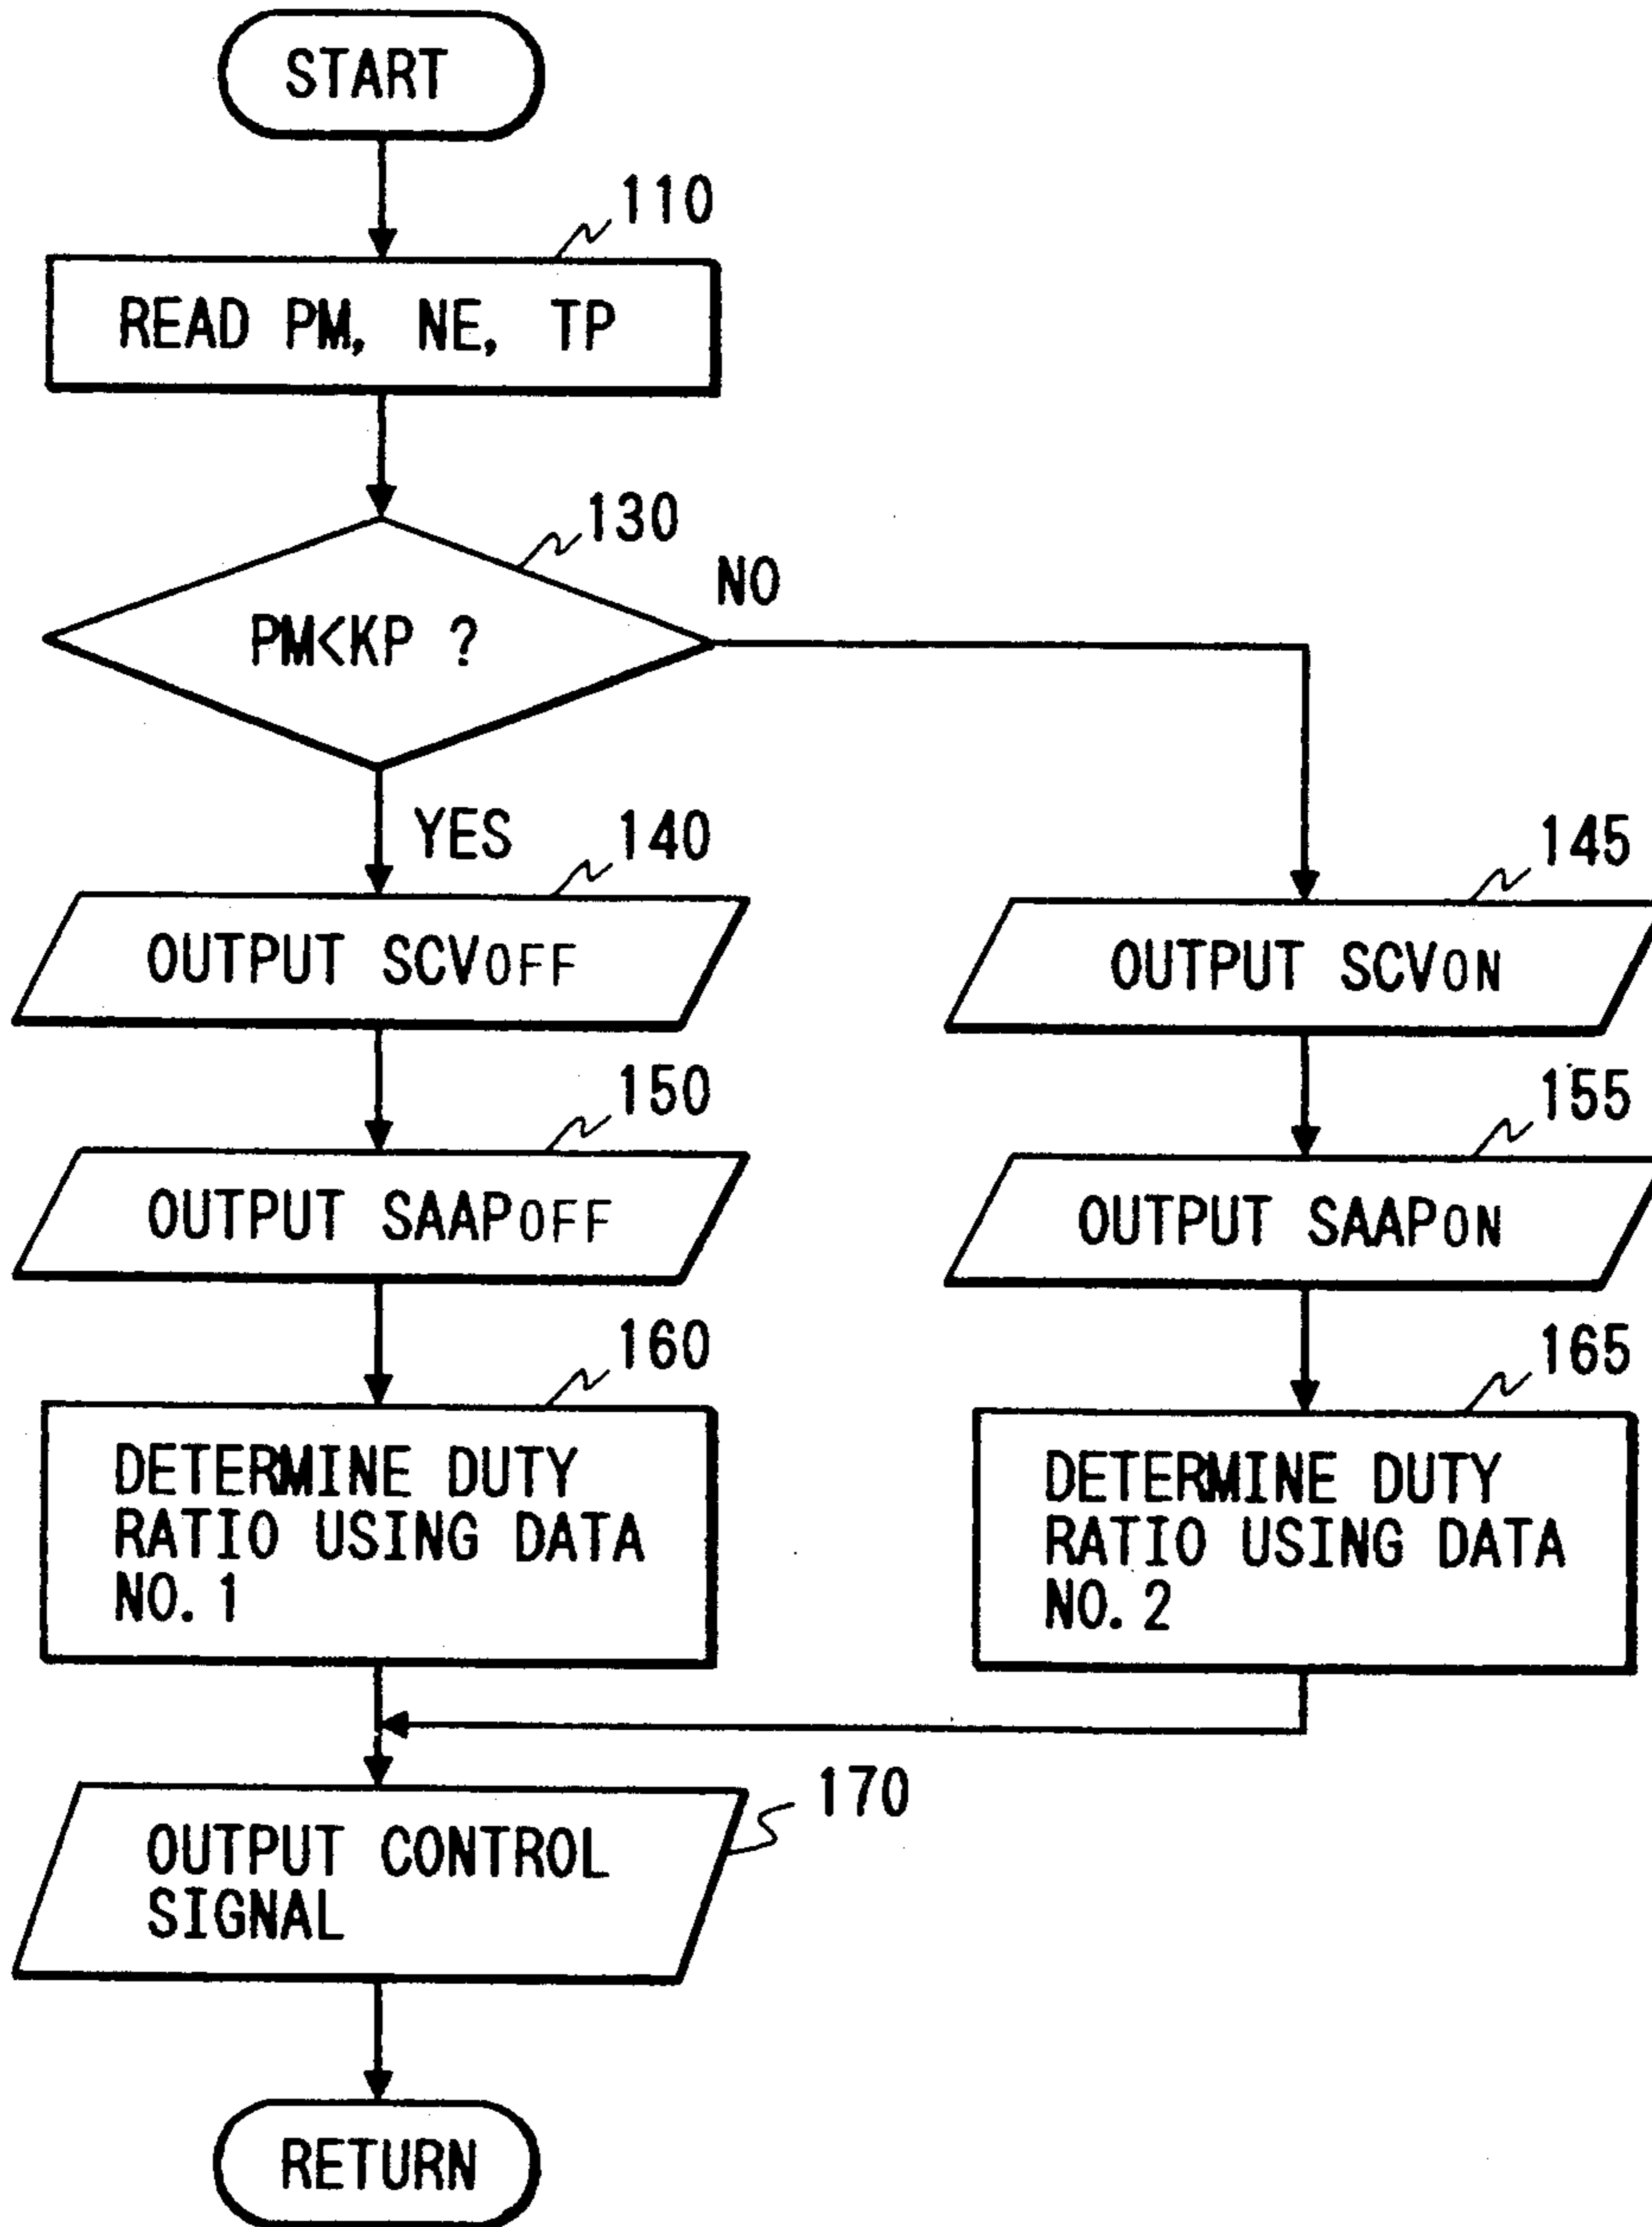 START
110
READ PM, NE, TP
130
PM<KP ?
NO
YES
140
OUTPUT SCVOFF
145
OUTPUT SCVON
150
OUTPUT SAAPOFF
155
OUTPUT SAAPON
160
DETERMINE DUTY
RATIO USING DATA
NO. 1
165
DETERMINE DUTY
RATIO USING DATA
NO. 2
170
OUTPUT CONTROL
SIGNAL
RETURN